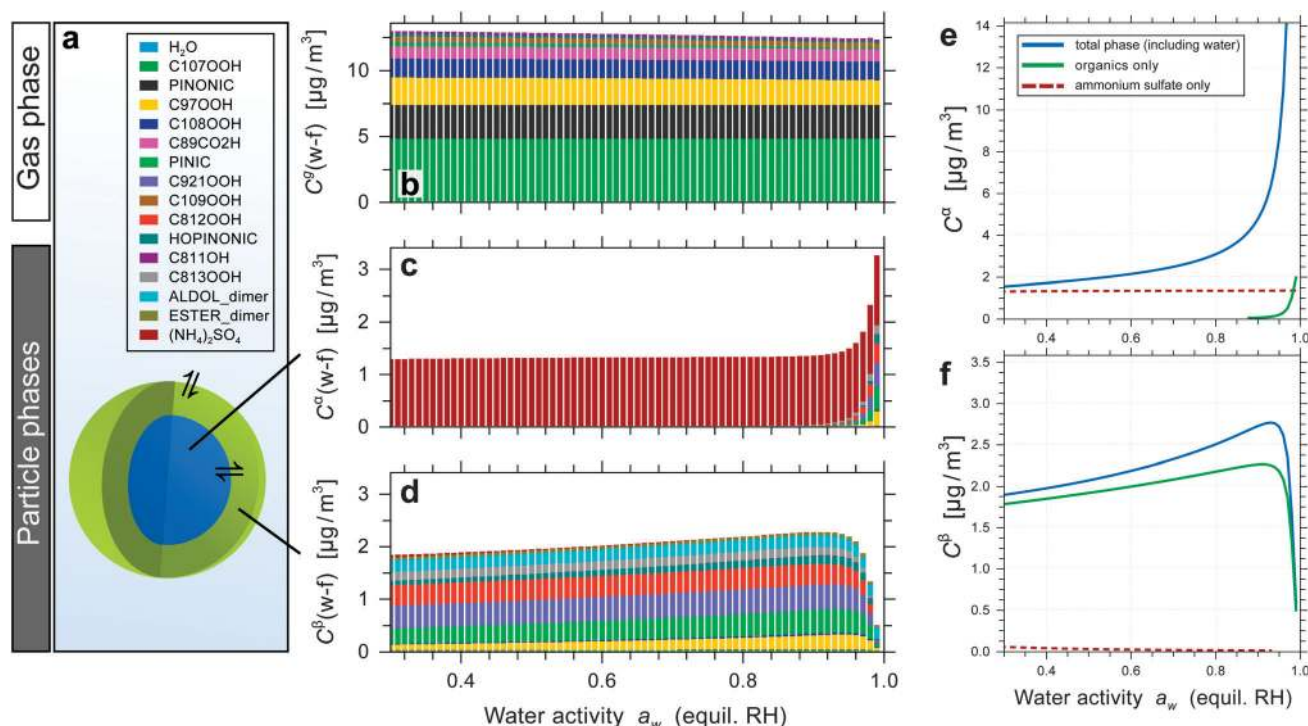 Gas phase
Particle phases
a
H₂O
C107OOH
PINONIC
C97OOH
C108OOH
C89CO2H
PINIC
C921OOH
C109OOH
C812OOH
HOPINONIC
C811OH
C813OOH
ALDOL_dimer
ESTER_dimer
(NH₄)₂SO₄
Cᵍ(w-f) [µg/m³]
10
5
0
b
Cᵅ(w-f) [µg/m³]
3
2
1
0
c
Cᵝ(w-f) [µg/m³]
3
2
1
0
d
0.4 0.6 0.8 1.0
Water activity a_w (equil. RH)
e
total phase (including water)
organics only
ammonium sulfate only
Cᵅ [µg/m³]
14
12
10
8
6
4
2
0
0.4 0.6 0.8 1.0
f
Cᵝ [µg/m³]
3.5
3.0
2.5
2.0
1.5
1.0
0.5
0.0
0.4 0.6 0.8 1.0
Water activity a_w (equil. RH)